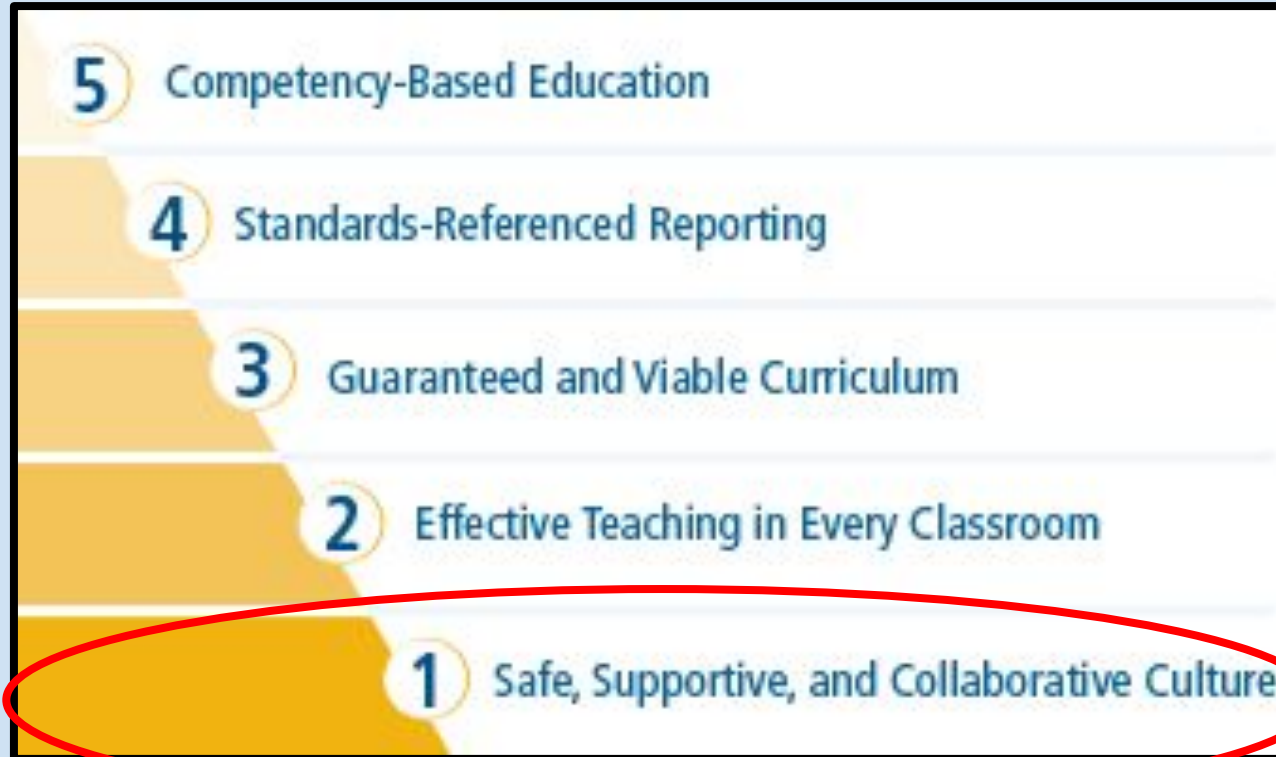 5 Competency-Based Education
4 Standards-Referenced Reporting
3 Guaranteed and Viable Curriculum
2 Effective Teaching in Every Classroom
1 Safe, Supportive, and Collaborative Culture